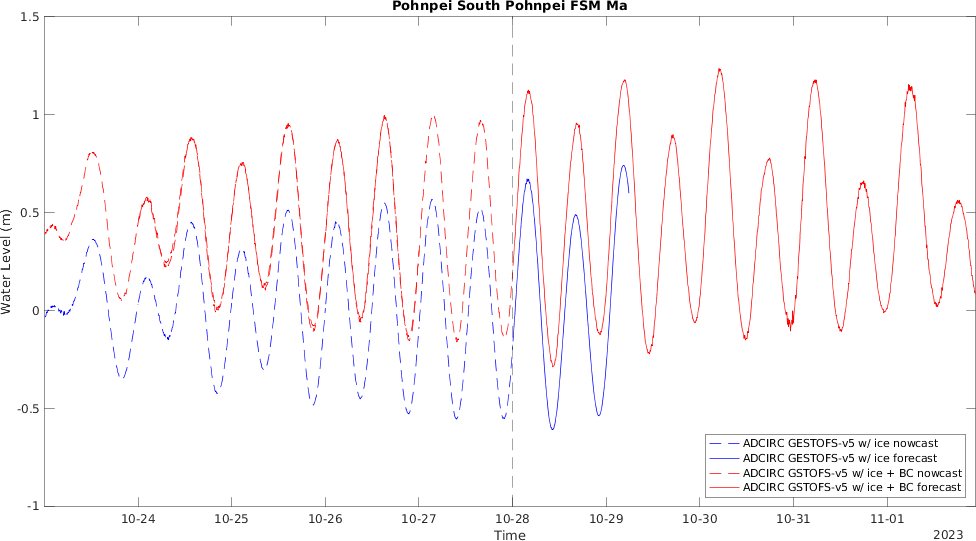 Pohnpei South Pohnpei FSM Ma
1.5
1
0.5
0
-0.5
-1
Water Level (m)
ADCIRC GESTOFS-v5 w/ ice nowcast
ADCIRC GESTOFS-v5 w/ ice forecast
ADCIRC GSTOFS-v5 w/ ice + BC nowcast
ADCIRC GSTOFS-v5 w/ ice + BC forecast
10-24 10-25 10-26 10-27 10-28 10-29 10-30 10-31 11-01
Time
2023